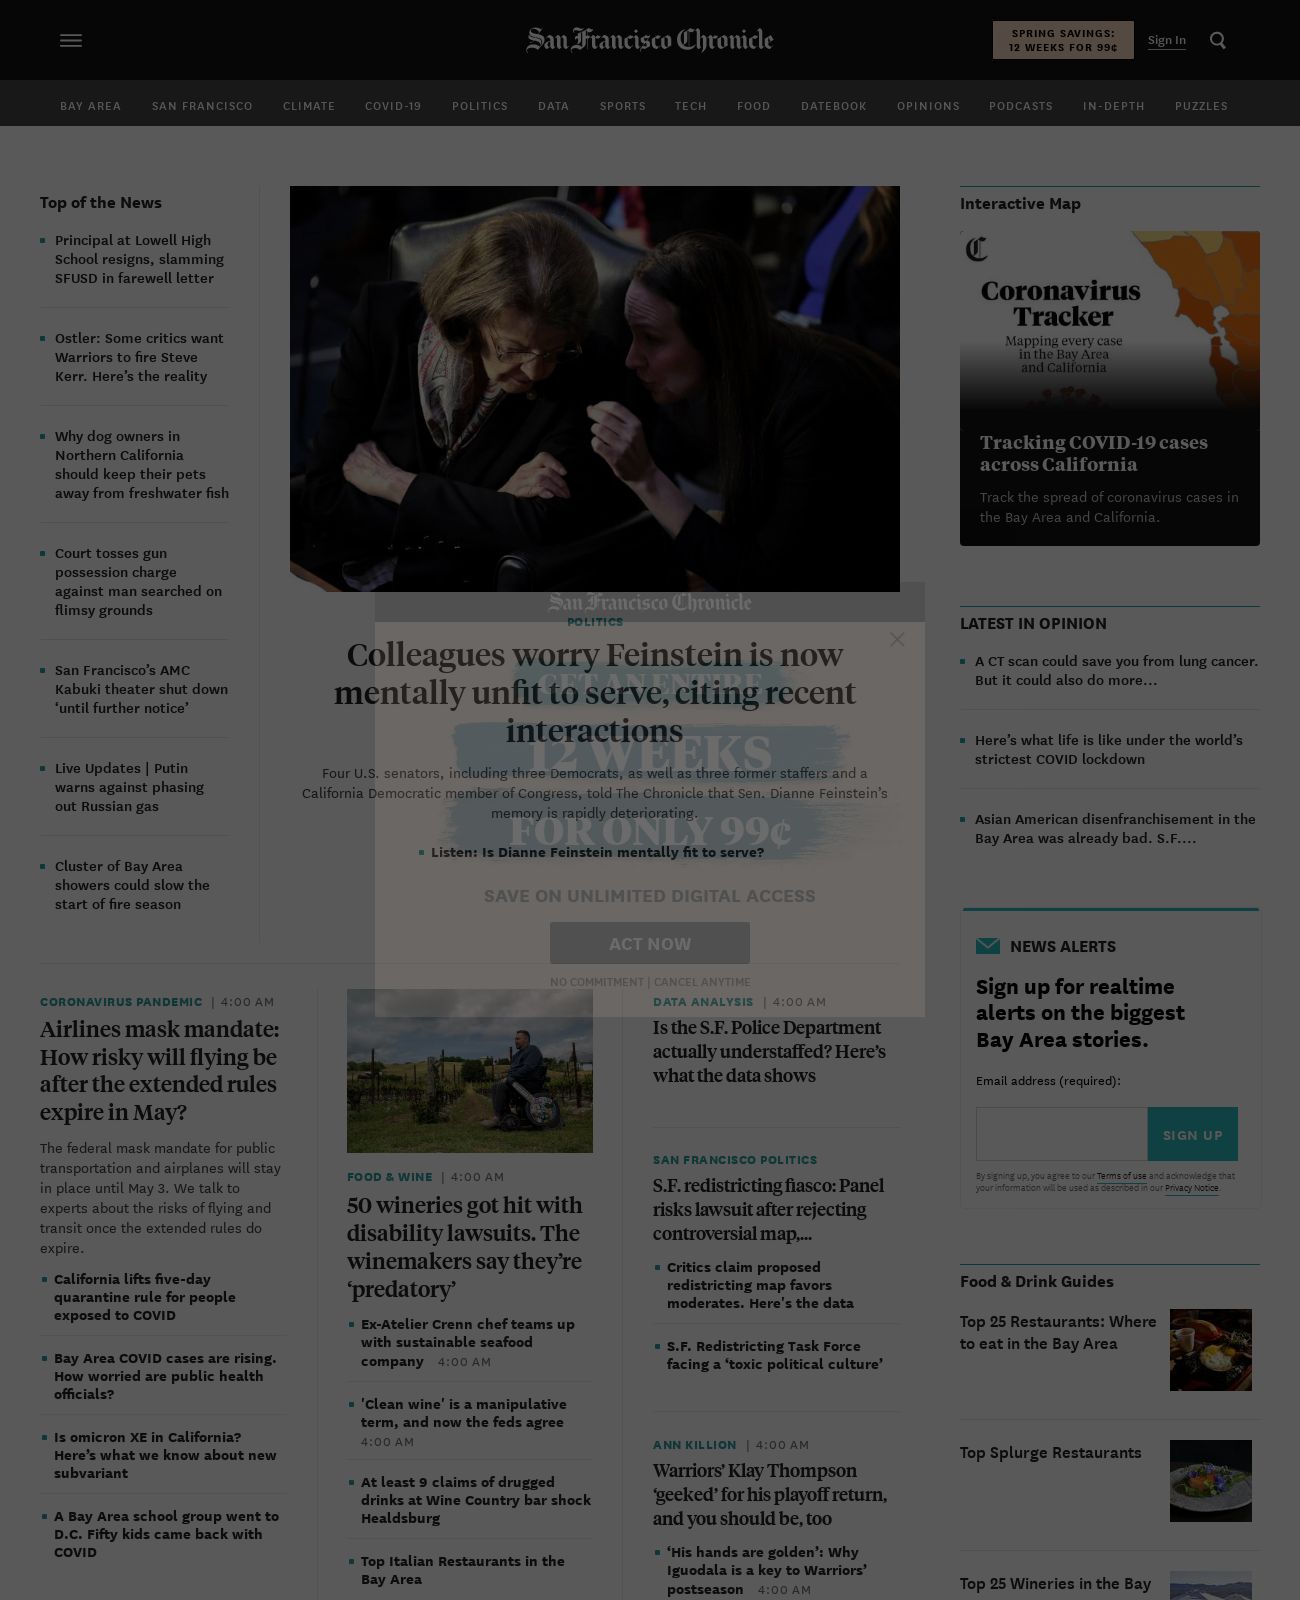 San Francisco Chronicle
SPRING SAVINGS:
12 WEEKS FOR 99¢
Sign In
BAY AREA SAN FRANCISCO CLIMATE COVID-19 POLITICS DATA SPORTS TECH FOOD DATEBOOK OPINIONS PODCASTS IN-DEPTH PUZZLES
Top of the News
Principal at Lowell High
School resigns, slamming
SFUSD in farewell letter
Ostler: Some critics want
Warriors to fire Steve
Kerr. Here’s the reality
Why dog owners in
Northern California
should keep their pets
away from freshwater fish
Court tosses gun
possession charge
against man searched on
flimsy grounds
San Francisco’s AMC
Kabuki theater shut down
‘until further notice’
Live Updates | Putin
warns against phasing
out Russian gas
Cluster of Bay Area
showers could slow the
start of fire season
POLITICS
Colleagues worry Feinstein is now
mentally unfit to serve, citing recent
interactions
Four U.S. senators, including three Democrats, as well as three former staffers and a
California Democratic member of Congress, told The Chronicle that Sen. Dianne Feinstein’s
memory is rapidly deteriorating.
Listen: Is Dianne Feinstein mentally fit to serve?
San Francisco Chronicle
GET AN ENTIRE
12 WEEKS
FOR ONLY 99¢
SAVE ON UNLIMITED DIGITAL ACCESS
ACT NOW
NO COMMITMENT | CANCEL ANYTIME
CORONAVIRUS PANDEMIC | 4:00 AM
Airlines mask mandate:
How risky will flying be
after the extended rules
expire in May?
The federal mask mandate for public
transportation and airplanes will stay
in place until May 3. We talk to
experts about the risks of flying and
transit once the extended rules do
expire.
California lifts five-day
quarantine rule for people
exposed to COVID
Bay Area COVID cases are rising.
How worried are public health
officials?
Is omicron XE in California?
Here’s what we know about new
subvariant
A Bay Area school group went to
D.C. Fifty kids came back with
COVID
FOOD & WINE | 4:00 AM
50 wineries got hit with
disability lawsuits. The
winemakers say they’re
‘predatory’
Ex-Atelier Crenn chef teams up
with sustainable seafood
company 4:00 AM
'Clean wine' is a manipulative
term, and now the feds agree
4:00 AM
At least 9 claims of drugged
drinks at Wine Country bar shock
Healdsburg
Top Italian Restaurants in the
Bay Area
DATA ANALYSIS | 4:00 AM
Is the S.F. Police Department
actually understaffed? Here’s
what the data shows
SAN FRANCISCO POLITICS
S.F. redistricting fiasco: Panel
risks lawsuit after rejecting
controversial map,...
Critics claim proposed
redistricting map favors
moderates. Here's the data
S.F. Redistricting Task Force
facing a ‘toxic political culture’
ANN KILLION | 4:00 AM
Warriors’ Klay Thompson
‘geeked’ for his playoff return,
and you should be, too
‘His hands are golden’: Why
Iguodala is a key to Warriors’
postseason 4:00 AM
Interactive Map
C
Coronavirus
Tracker
Mapping every case
in the Bay Area
and California
Tracking COVID-19 cases
across California
Track the spread of coronavirus cases in
the Bay Area and California.
LATEST IN OPINION
A CT scan could save you from lung cancer.
But it could also do more...
Here’s what life is like under the world’s
strictest COVID lockdown
Asian American disenfranchisement in the
Bay Area was already bad. S.F....
NEWS ALERTS
Sign up for realtime
alerts on the biggest
Bay Area stories.
Email address (required):
SIGN UP
By signing up, you agree to our Terms of use and acknowledge that
your information will be used as described in our Privacy Notice.
Food & Drink Guides
Top 25 Restaurants: Where
to eat in the Bay Area
Top Splurge Restaurants
Top 25 Wineries in the Bay